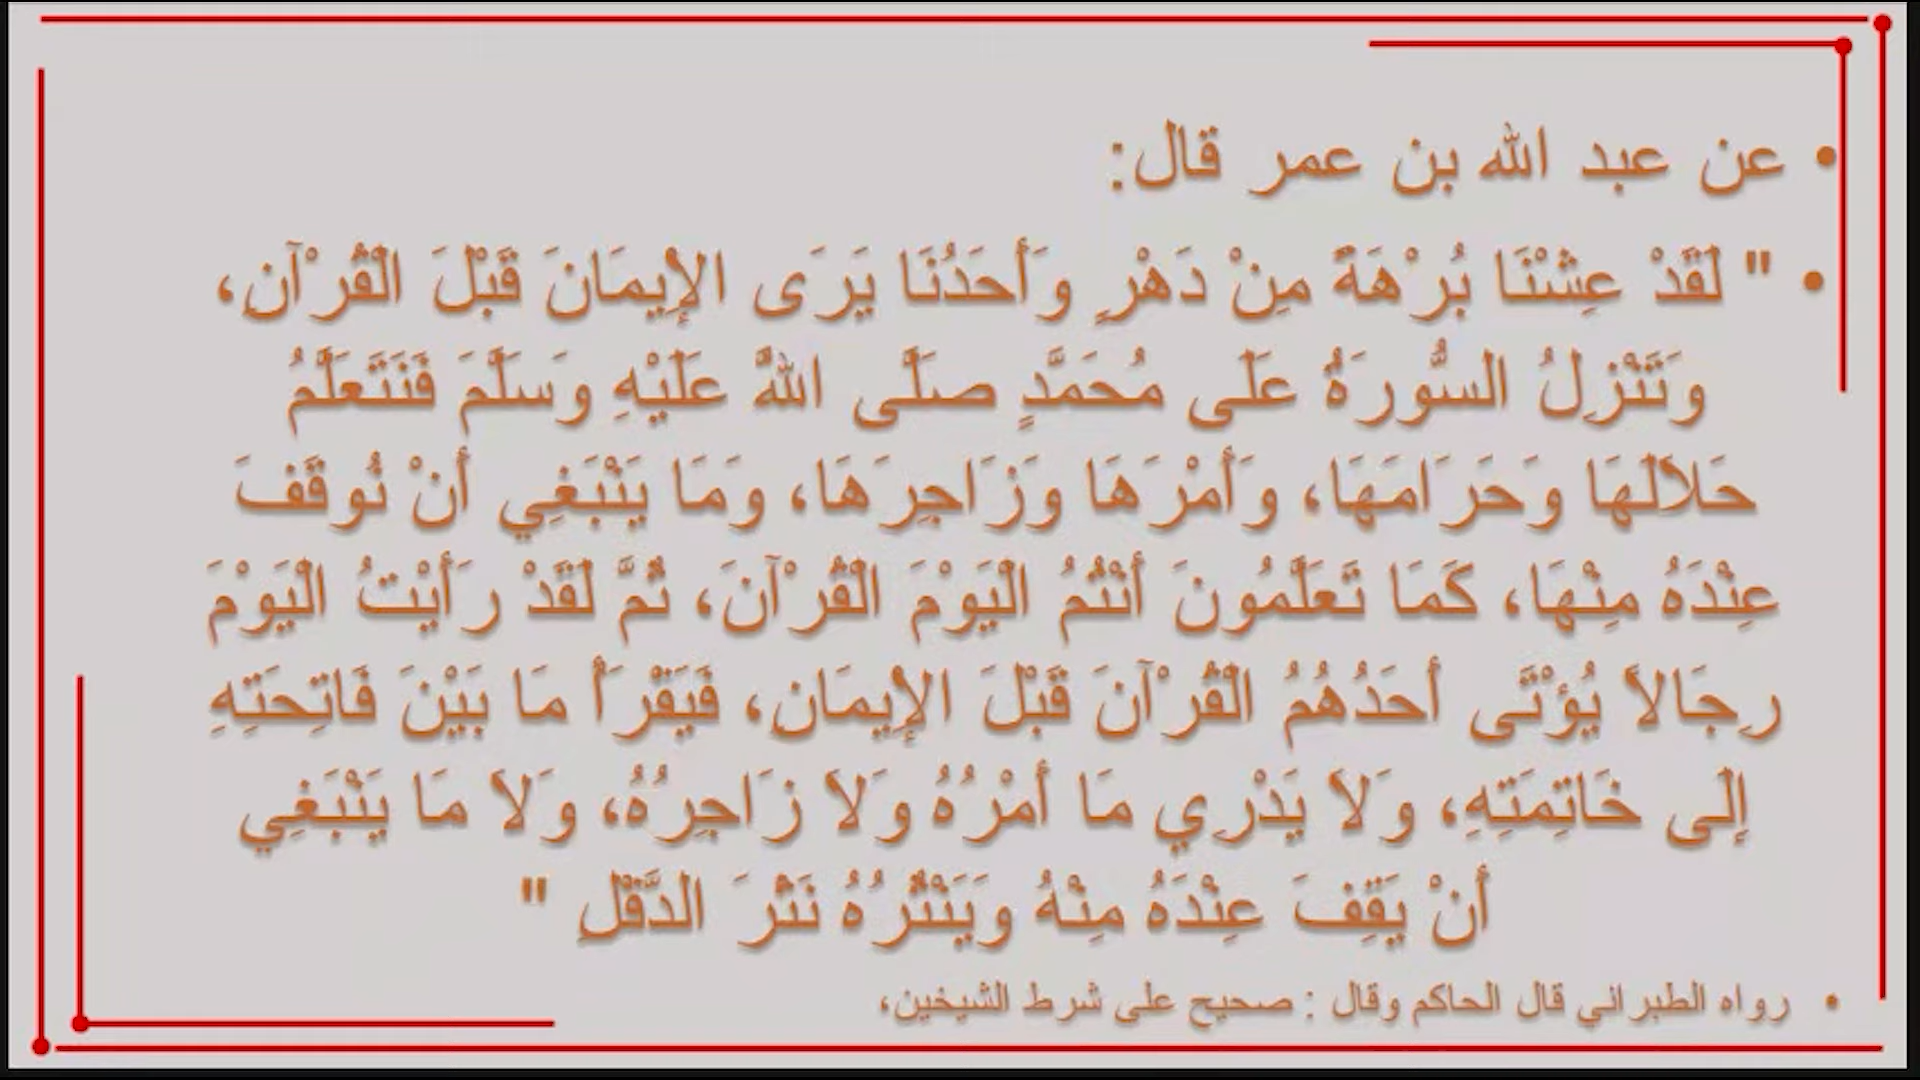 • عن عبد الله بن عمر قال:
• " لَقَدْ عِشْنَا بُرْهَةً مِنْ دَهْرٍ وَأَحَدُنَا يَرَى الإِيمَانَ قَبْلَ الْقُرْآنِ،
وَتَنْزِلُ السُّورَةُ عَلَى مُحَمَّدٍ صَلَّى اللهُ عَلَيْهِ وَسَلَّمَ فَنَتَعَلَّمُ
حَلالَهَا وَحَرَامَهَا، وَأَمْرَهَا وَزَاجِرَهَا، وَمَا يَنْبَغِي أَنْ نُوقَفَ
عِنْدَهُ مِنْهَا، كَمَا تَعَلَّمُونَ أَنْتُمُ الْيَوْمَ الْقُرْآنَ، ثُمَّ لَقَدْ رَأَيْتُ الْيَوْمَ
رِجَالاً يُؤْتَى أَحَدُهُمُ الْقُرْآنَ قَبْلَ الإِيمَانِ، فَيَقْرَأُ مَا بَيْنَ فَاتِحَتِهِ
إِلَى خَاتِمَتِهِ، وَلا يَدْرِي مَا أَمْرُهُ وَلا زَاجِرُهُ، وَلا مَا يَنْبَغِي
أَنْ يَقِفَ عِنْدَهُ مِنْهُ وَيَنْثُرُهُ نَثْرَ الدَّقْلِ "
• رواه الطبراني قال الحاكم وقال : صحيح على شرط الشيخين،